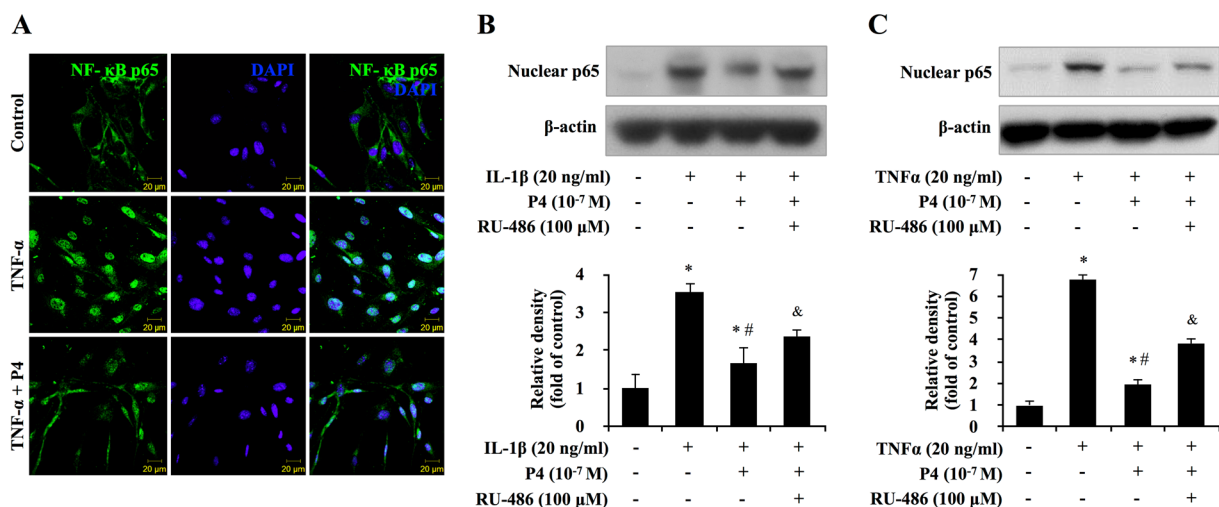 A
NF- κB p65
DAPI
NF- κB p65
DAPI
Control
20 µm
20 µm
20 µm
TNF-α
20 µm
20 µm
20 µm
TNF-α + P4
20 µm
20 µm
20 µm
B
Nuclear p65
β-actin
IL-1β (20 ng/ml) - + + +
P4 (10⁻⁷ M) - - + +
RU-486 (100 µM) - - - +
Relative density
(fold of control)
4
3
2
1
0
*
* #
&
IL-1β (20 ng/ml) - + + +
P4 (10⁻⁷ M) - - + +
RU-486 (100 µM) - - - +
C
Nuclear p65
β-actin
TNFα (20 ng/ml) - + + +
P4 (10⁻⁷ M) - - + +
RU-486 (100 µM) - - - +
Relative density
(fold of control)
7
6
5
4
3
2
1
0
*
* #
&
TNFα (20 ng/ml) - + + +
P4 (10⁻⁷ M) - - + +
RU-486 (100 µM) - - - +